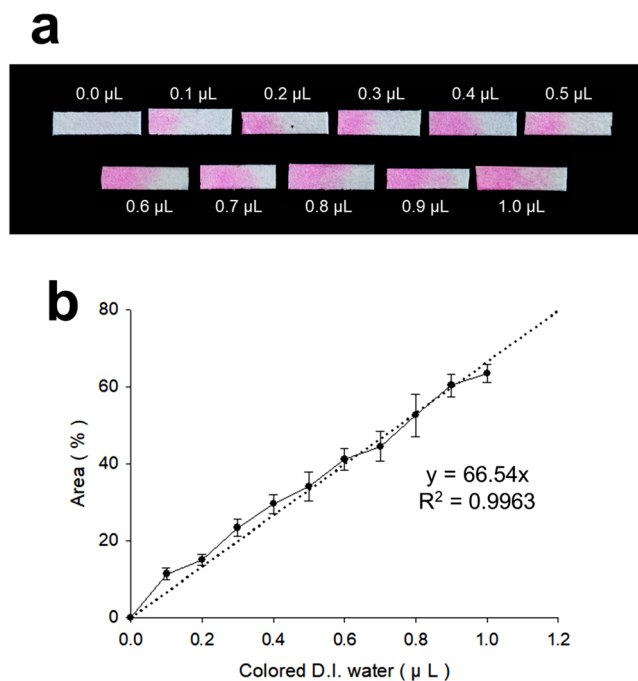 a
0.0 µL 0.1 µL 0.2 µL 0.3 µL 0.4 µL 0.5 µL
0.6 µL 0.7 µL 0.8 µL 0.9 µL 1.0 µL
b
80
60
40
20
0
Area ( % )
y = 66.54x
R² = 0.9963
0.0 0.2 0.4 0.6 0.8 1.0 1.2
Colored D.I. water ( µ L )